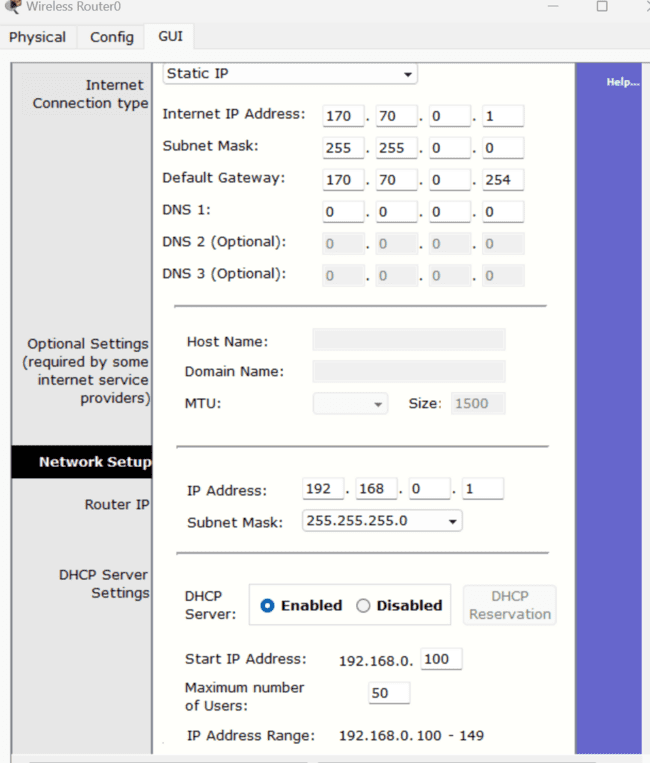 Wireless Router0
Physical Config GUI
Internet Connection type
Static IP
Help...
Internet IP Address: 170 . 70 . 0 . 1
Subnet Mask: 255 . 255 . 0 . 0
Default Gateway: 170 . 70 . 0 . 254
DNS 1: 0 . 0 . 0 . 0
DNS 2 (Optional): 0 . 0 . 0 . 0
DNS 3 (Optional): 0 . 0 . 0 . 0
Optional Settings
(required by some
internet service
providers)
Host Name:
Domain Name:
MTU: Size: 1500
Network Setup
Router IP
IP Address: 192 . 168 . 0 . 1
Subnet Mask: 255.255.255.0
DHCP Server
Settings
DHCP
Server:
Enabled Disabled
DHCP
Reservation
Start IP Address: 192.168.0. 100
Maximum number
of Users:
50
IP Address Range: 192.168.0.100 - 149